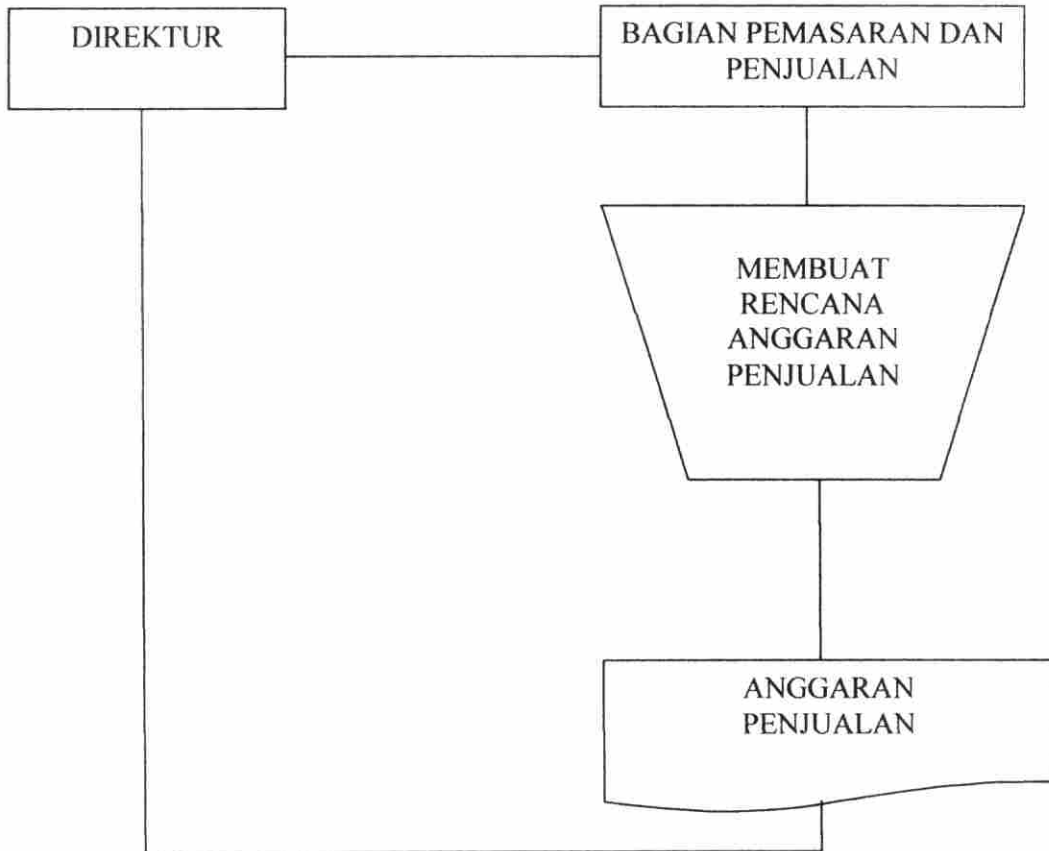 DIREKTUR
BAGIAN PEMASARAN DAN
PENJUALAN
MEMBUAT
RENCANA
ANGGARAN
PENJUALAN
ANGGARAN
PENJUALAN